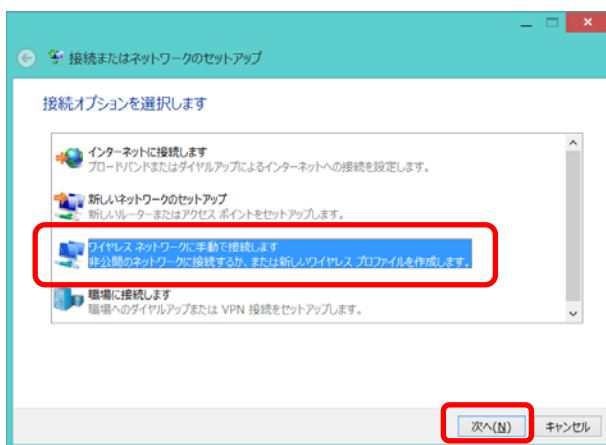 接続またはネットワークのセットアップ
接続オプションを選択します
インターネットに接続します
ブロードバンドまたはダイヤルアップによるインターネットへの接続を設定します。
新しいネットワークのセットアップ
新しいルーターまたはアクセス ポイントをセットアップします。
ワイヤレス ネットワークに手動で接続します
非公開のネットワークに接続するか、または新しいワイヤレス プロファイルを作成します。
職場に接続します
職場へのダイヤルアップまたは VPN 接続をセットアップします。
次へ(N) キャンセル